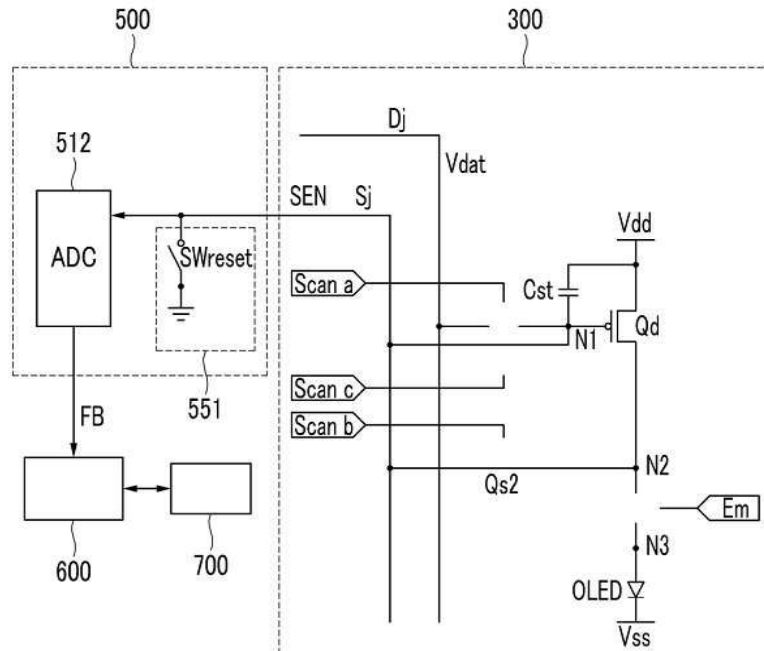 500
300
512
Dj
Vdat
SEN
Sj
Vdd
ADC
SWreset
Scan a
Cst
Qd
N1
551
Scan c
FB
Scan b
Qs2
N2
Em
N3
600
700
OLED
Vss